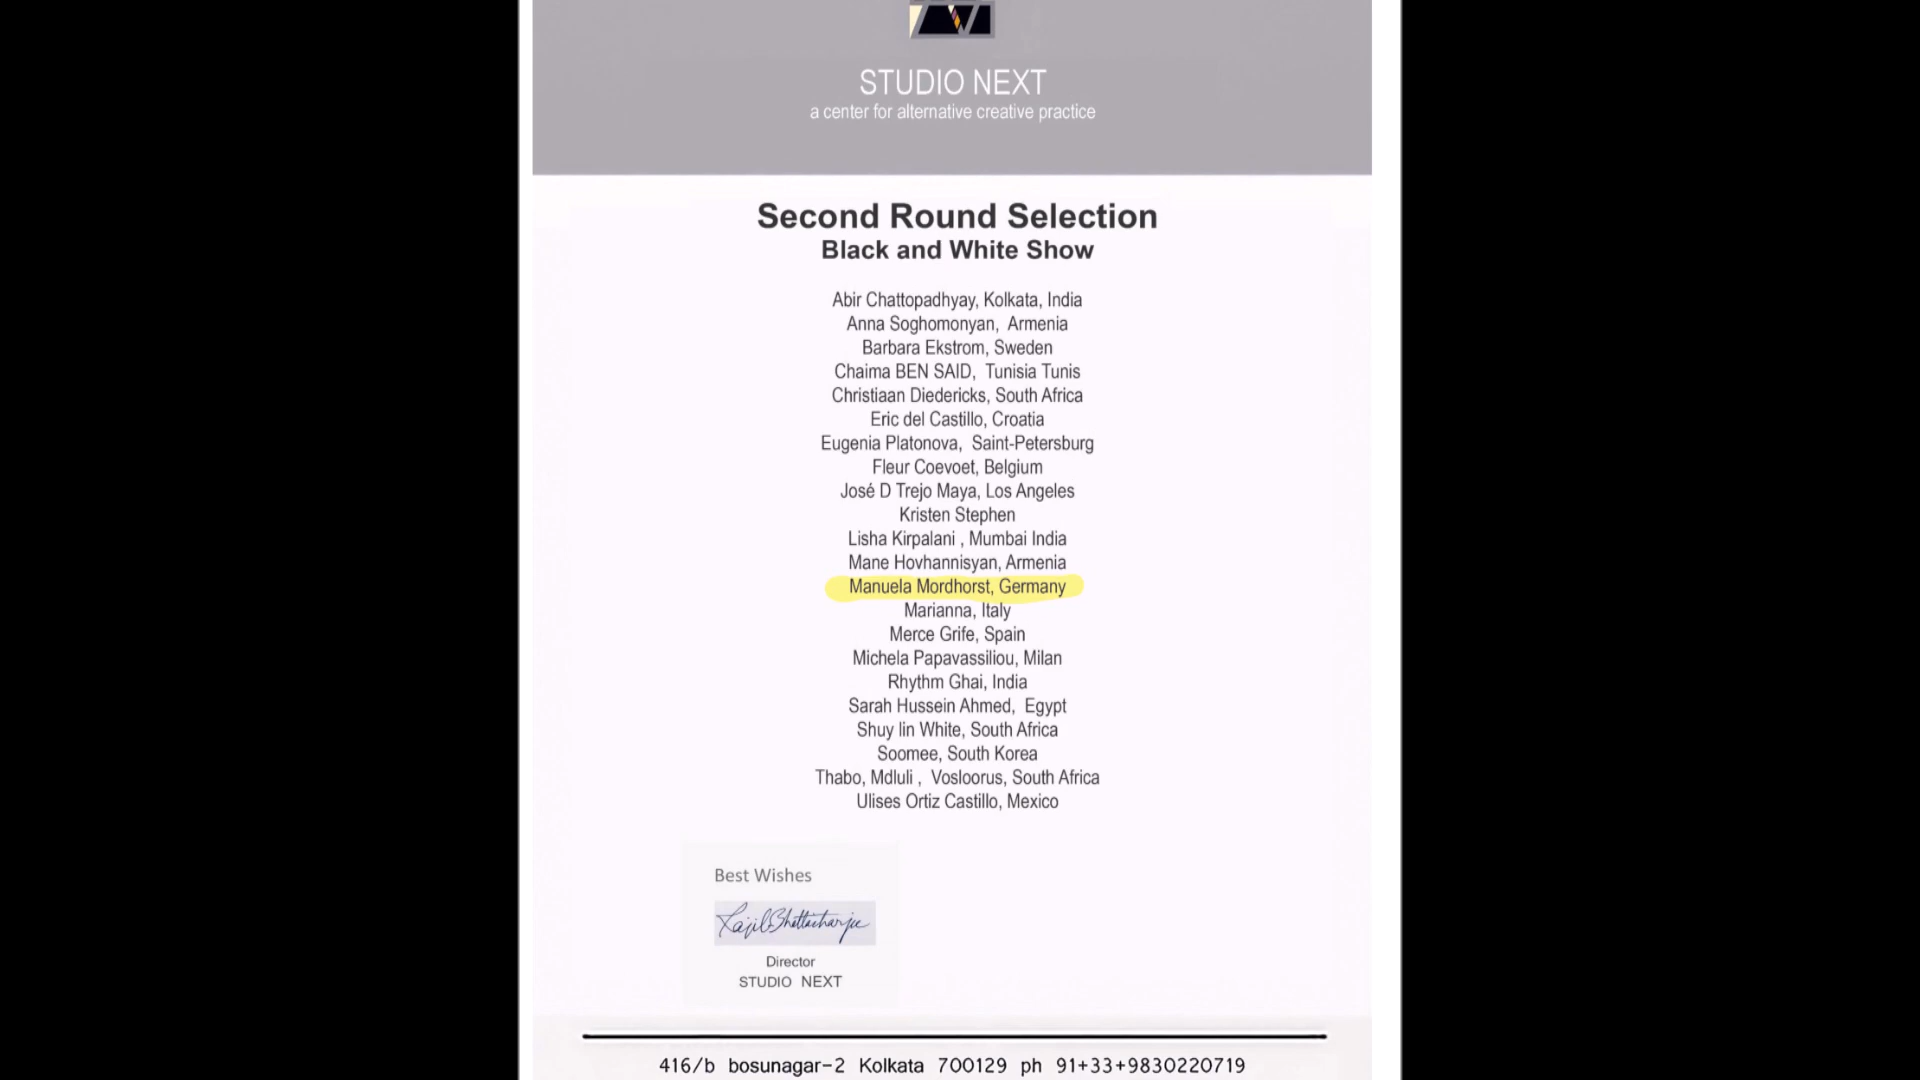 STUDIO NEXT
a center for alternative creative practice
Second Round Selection
Black and White Show
Abir Chattopadhyay, Kolkata, India
Anna Soghomonyan, Armenia
Barbara Ekstrom, Sweden
Chaima BEN SAID, Tunisia Tunis
Christiaan Diedericks, South Africa
Eric del Castillo, Croatia
Eugenia Platonova, Saint-Petersburg
Fleur Coevoet, Belgium
José D Trejo Maya, Los Angeles
Kristen Stephen
Lisha Kirpalani , Mumbai India
Mane Hovhannisyan, Armenia
Manuela Mordhorst, Germany
Marianna, Italy
Merce Grife, Spain
Michela Papavassiliou, Milan
Rhythm Ghai, India
Sarah Hussein Ahmed, Egypt
Shuy lin White, South Africa
Soomee, South Korea
Thabo, Mdluli , Vosloorus, South Africa
Ulises Ortiz Castillo, Mexico
Best Wishes
Director
STUDIO NEXT
416/b bosunagar-2 Kolkata 700129 ph 91+33+9830220719